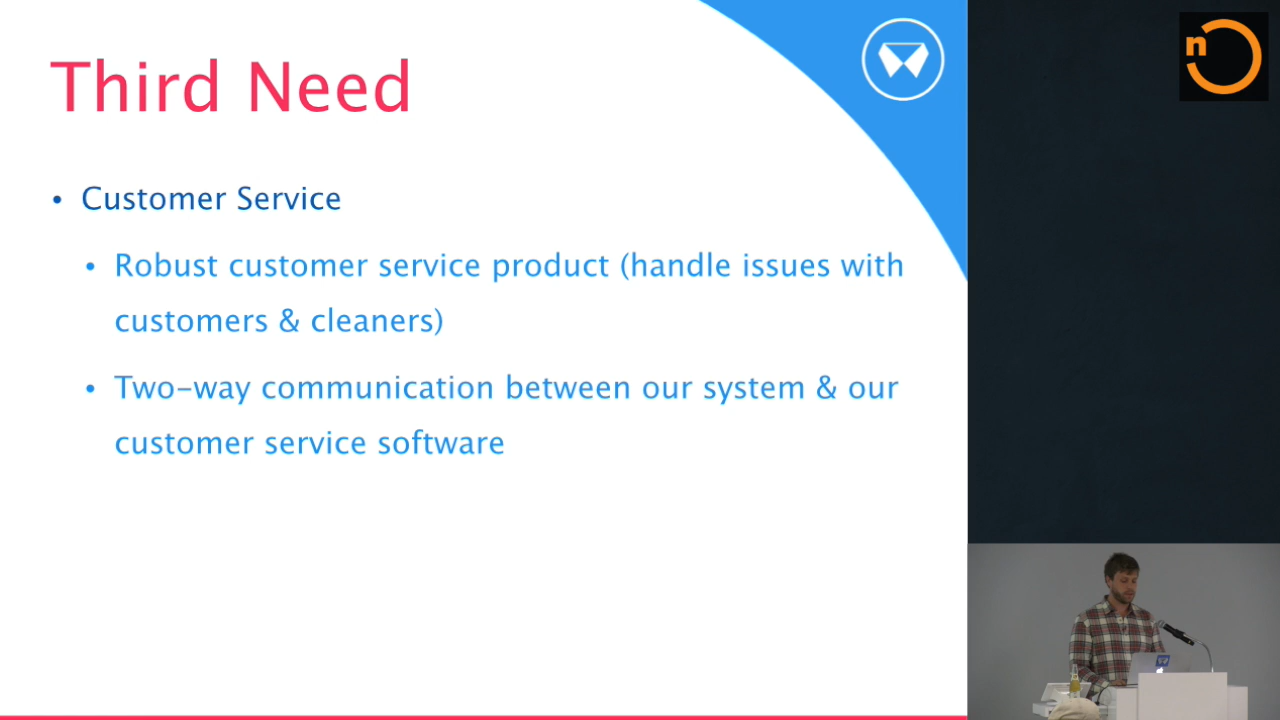 Third Need
n
• Customer Service
• Robust customer service product (handle issues with
customers & cleaners)
• Two-way communication between our system & our
customer service software